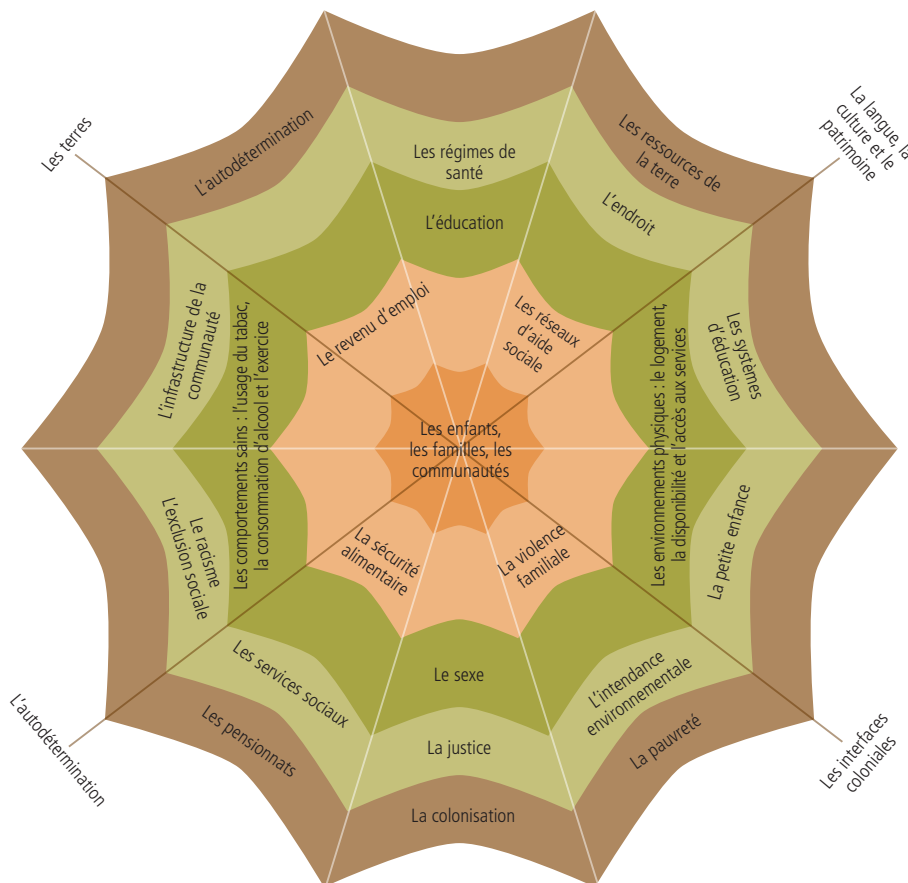 La langue, la
culture et le
patrimoine
Les terres
L'autodétermination
Les ressources de
la terre
Les régimes de
santé
L'endroit
L'éducation
Le revenu d'emploi
Les réseaux
d'aide
sociale
L'infrastructure de la
communauté
Les comportements sains : l'usage du tabac,
la consommation d'alcool et l'exercice
Les environnements physiques : le logement,
la disponibilité et l'accès aux services
Les systèmes
d'éducation
Les enfants,
les familles, les
communautés
Le racisme
L'exclusion sociale
La sécurité
alimentaire
La violence
familiale
La petite enfance
Les services sociaux
Le sexe
L'intendance
environnementale
Les pensionnats
La justice
La pauvreté
La colonisation
L'autodétermination
Les interfaces
coloniales